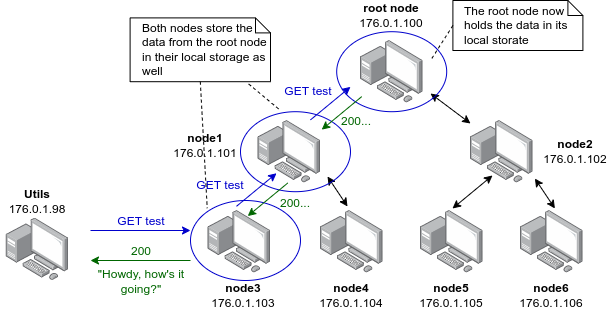 root node
176.0.1.100
Both nodes store the
data from the root node
in their local storage as
well
The root node now
holds the data in its
local storate
GET test
200...
node1
176.0.1.101
node2
176.0.1.102
GET test
200...
Utils
176.0.1.98
GET test
200
"Howdy, how's it
going?"
node3
176.0.1.103
node4
176.0.1.104
node5
176.0.1.105
node6
176.0.1.106